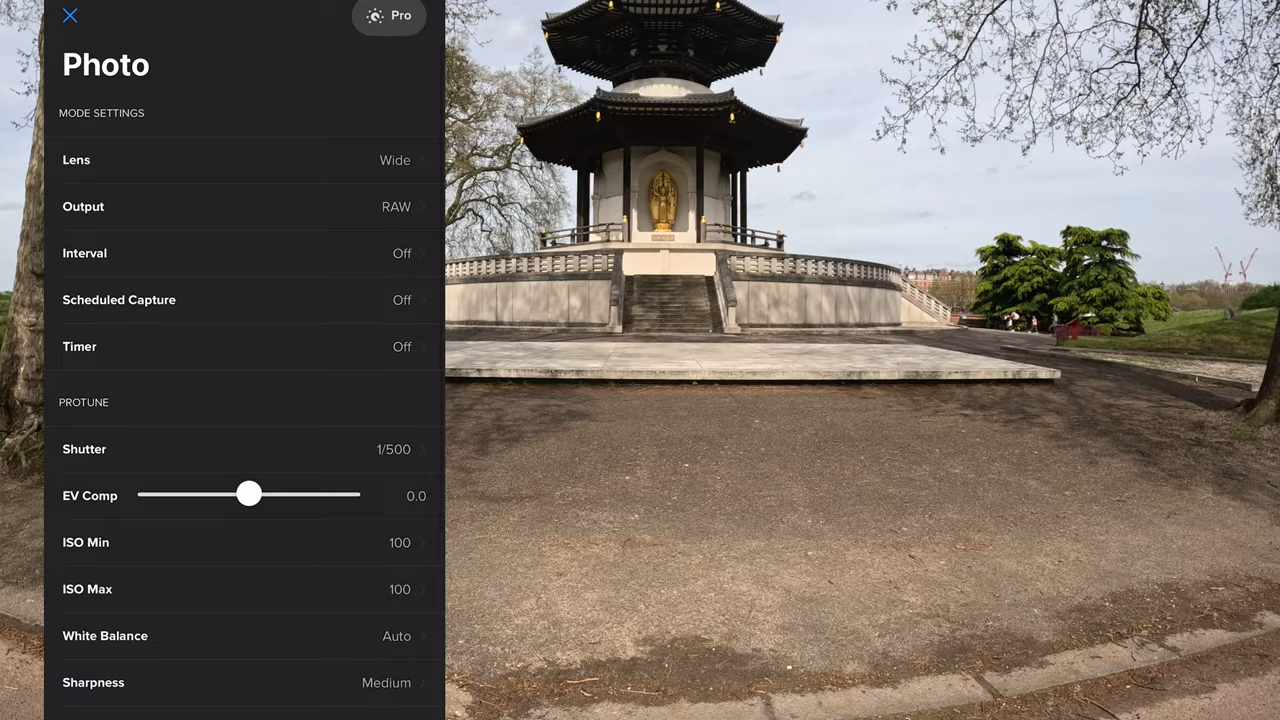 Pro
Photo
MODE SETTINGS
Lens Wide
Output RAW
Interval Off
Scheduled Capture Off
Timer Off
PROTUNE
Shutter 1/500
EV Comp 0.0
ISO Min 100
ISO Max 100
White Balance Auto
Sharpness Medium